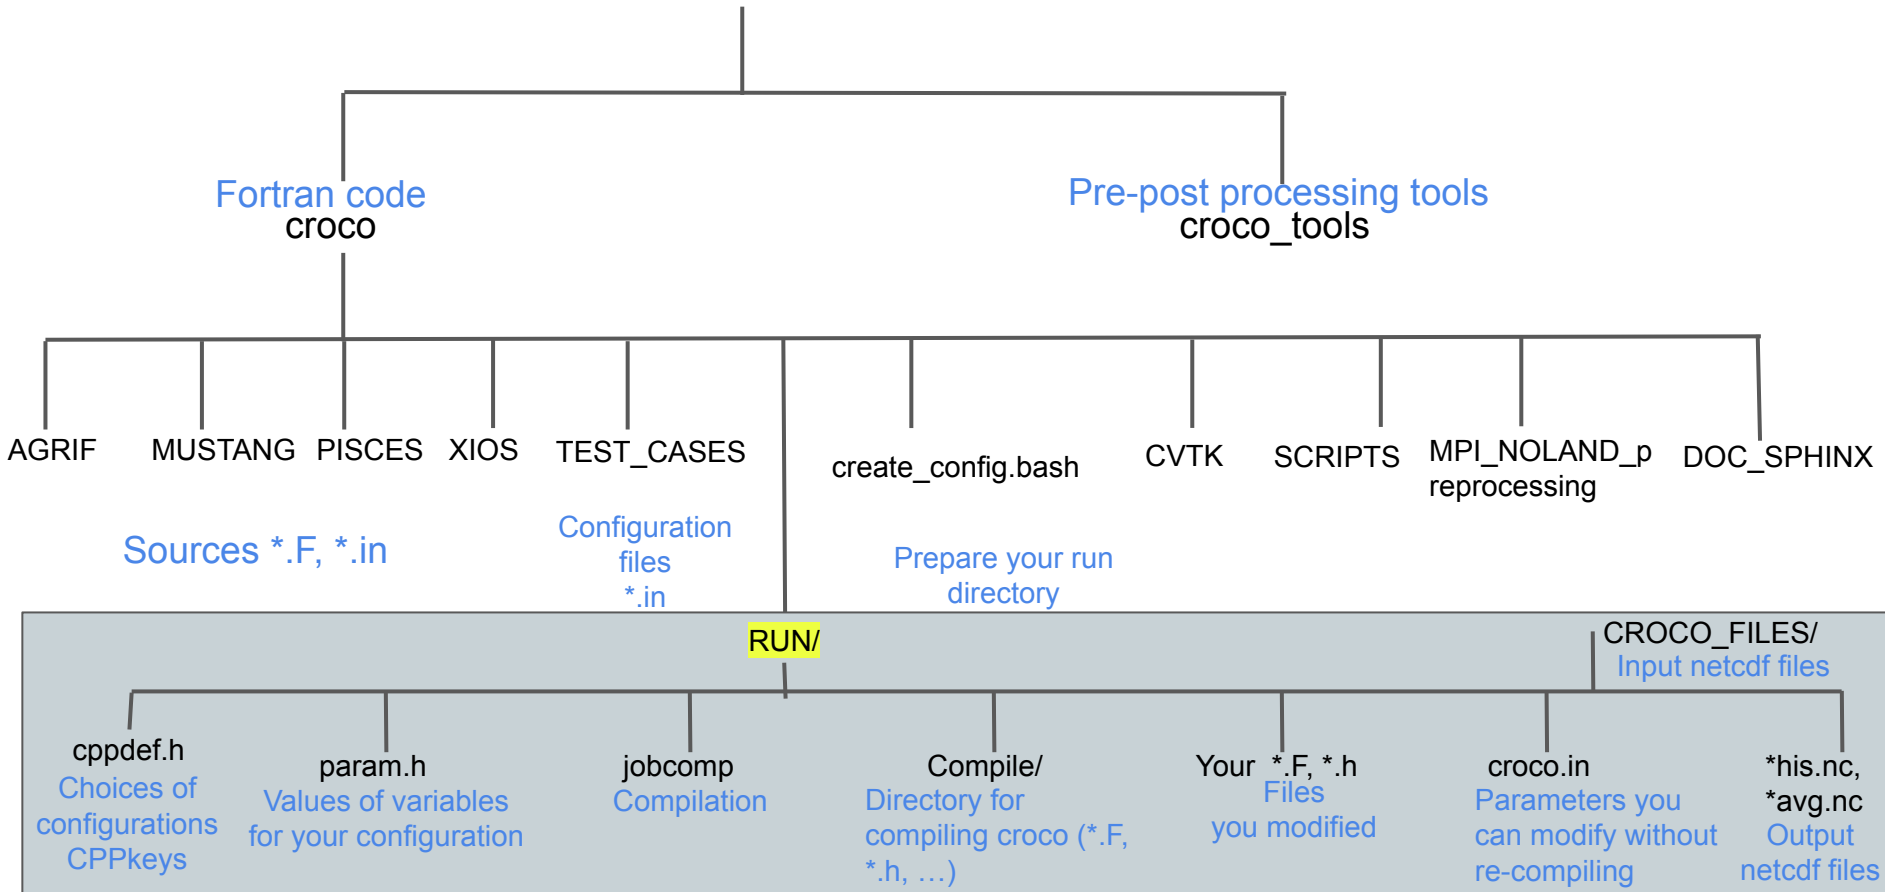 Fortran code
croco
Pre-post processing tools
croco_tools
AGRIF
MUSTANG
PISCES
XIOS
TEST_CASES
create_config.bash
CVTK
SCRIPTS
MPI_NOLAND_p
reprocessing
DOC_SPHINX
Sources *.F, *.in
Configuration
files
*.in
Prepare your run
directory
RUN/
CROCO_FILES/
Input netcdf files
cppdef.h
Choices of
configurations
CPPkeys
param.h
Values of variables
for your configuration
jobcomp
Compilation
Compile/
Directory for
compiling croco (*.F,
*.h, …)
Your *.F, *.h
Files
you modified
croco.in
Parameters you
can modify without
re-compiling
*his.nc,
*avg.nc
Output
netcdf files